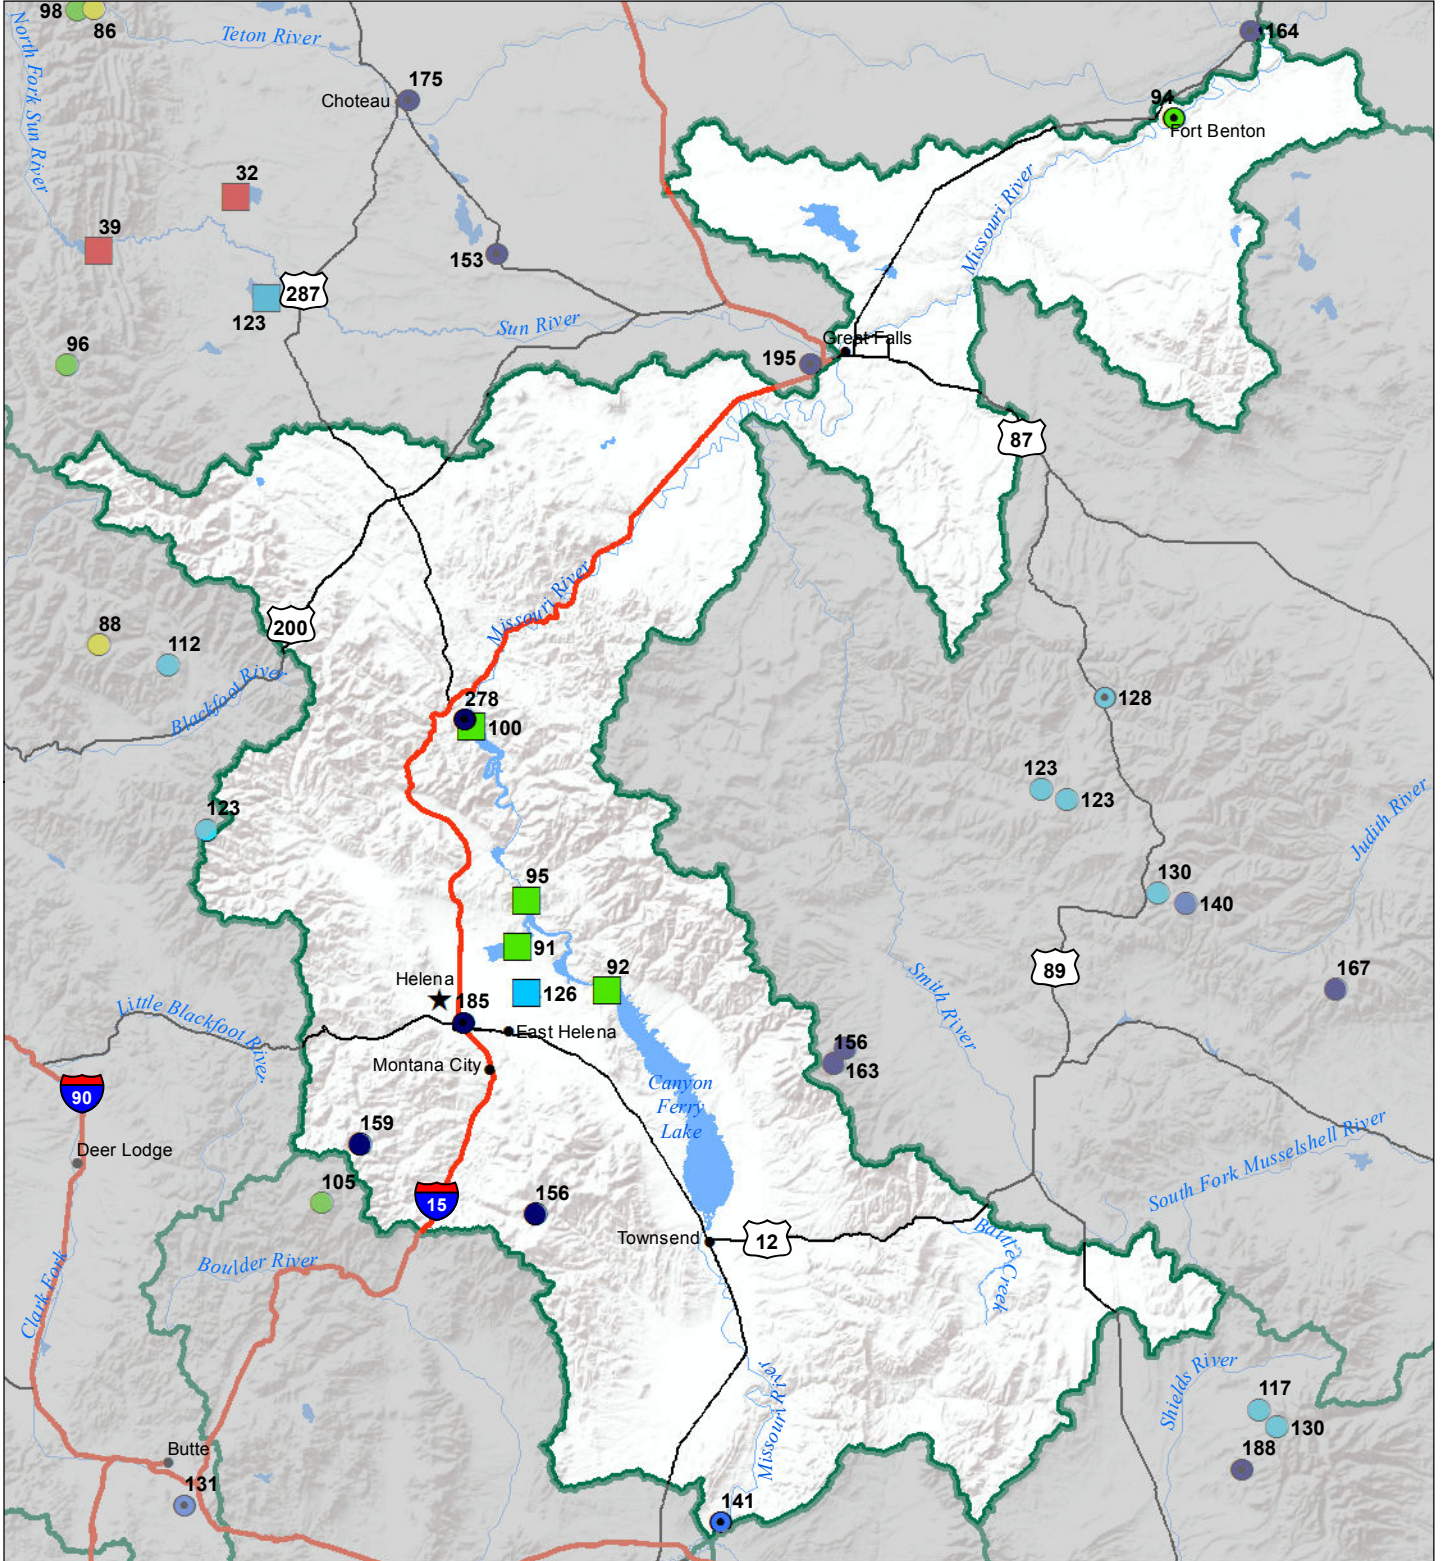 98
86
Teton River
164
North Fork Sun River
175
Choteau
94
Fort Benton
32
Missouri River
39
153
287
123
Sun River
Great Falls
96
195
87
Missouri River
200
88
112
Blackfoot River
278
100
128
123
123
123
Judith River
95
130
140
91
92
Smith River
89
167
Helena
126
185
Little Blackfoot River
East Helena
156
163
Montana City
Canyon
Ferry
Lake
90
159
Deer Lodge
South Fork Musselshell River
105
15
156
Townsend
12
Battle Creek
Boulder River
Clark Fork
Missouri River
Shields River
117
130
Butte
188
131
141